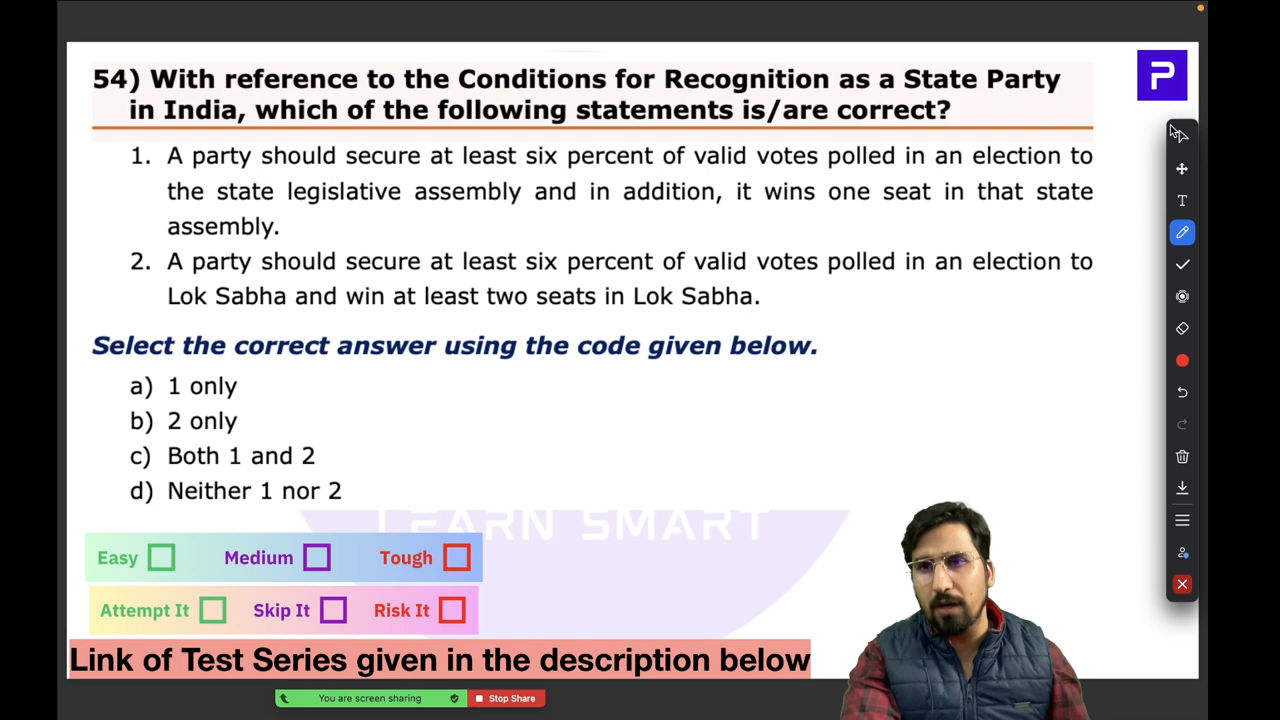 54) With reference to the Conditions for Recognition as a State Party
in India, which of the following statements is/are correct?
1. A party should secure at least six percent of valid votes polled in an election to
the state legislative assembly and in addition, it wins one seat in that state
assembly.
2. A party should secure at least six percent of valid votes polled in an election to
Lok Sabha and win at least two seats in Lok Sabha.
Select the correct answer using the code given below.
a) 1 only
b) 2 only
c) Both 1 and 2
d) Neither 1 nor 2
LEARN SMART
Easy Medium Tough
Attempt It Skip It Risk It
Link of Test Series given in the description below
You are screen sharing Stop Share